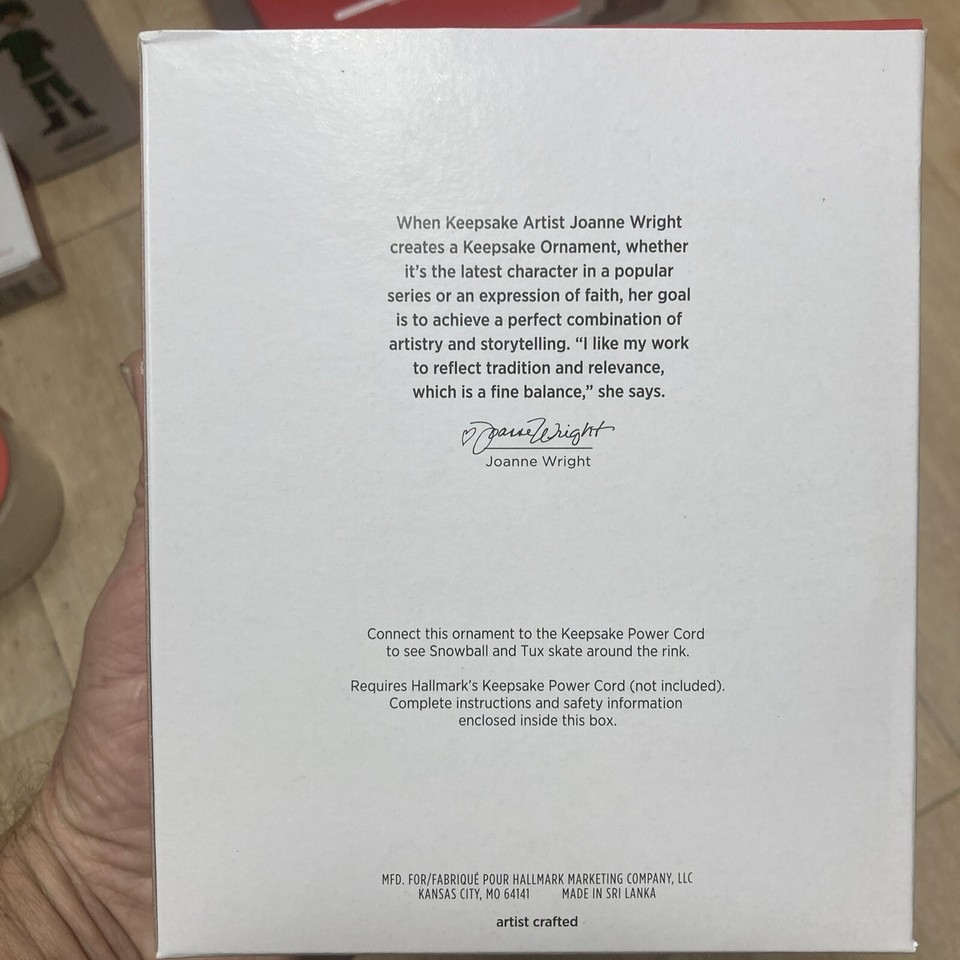 When Keepsake Artist Joanne Wright
creates a Keepsake Ornament, whether
it’s the latest character in a popular
series or an expression of faith, her goal
is to achieve a perfect combination of
artistry and storytelling. “I like my work
to reflect tradition and relevance,
which is a fine balance,” she says.
Joanne Wright
Joanne Wright
Connect this ornament to the Keepsake Power Cord
to see Snowball and Tux skate around the rink.
Requires Hallmark’s Keepsake Power Cord (not included).
Complete instructions and safety information
enclosed inside this box.
MFD. FOR/FABRIQUÉ POUR HALLMARK MARKETING COMPANY, LLC
KANSAS CITY, MO 64141 MADE IN SRI LANKA
artist crafted